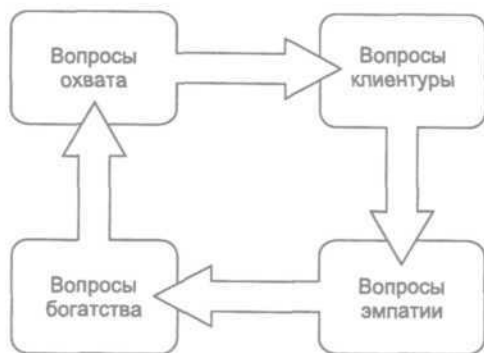 Вопросы
охвата
Вопросы
клиентуры
Вопросы
богатства
Вопросы
эмпатии